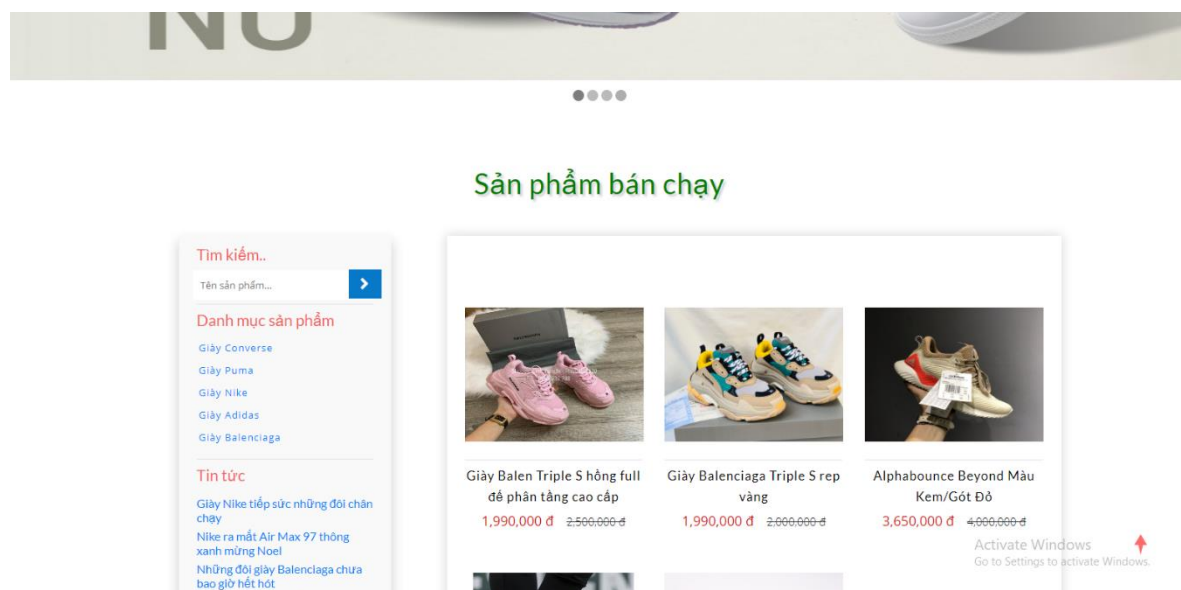 NU
Sản phẩm bán chạy
Tìm kiếm..
Tên sản phẩm...
Danh mục sản phẩm
Giày Converse
Giày Puma
Giày Nike
Giày Adidas
Giày Balenciaga
Tin tức
Giày Nike tiếp sức những đôi chân
chạy
Nike ra mắt Air Max 97 thông
xanh mừng Noel
Những đôi giày Balenciaga chưa
bao giờ hết hót
Giày Balen Triple S hồng full
đế phân tầng cao cấp
1,990,000 đ 2,500,000 đ
Giày Balenciaga Triple S rep
vàng
1,990,000 đ 2,000,000 đ
Alphabounce Beyond Màu
Kem/Gót Đỏ
3,650,000 đ 4,000,000 đ
Activate Windows
Go to Settings to activate Windows.